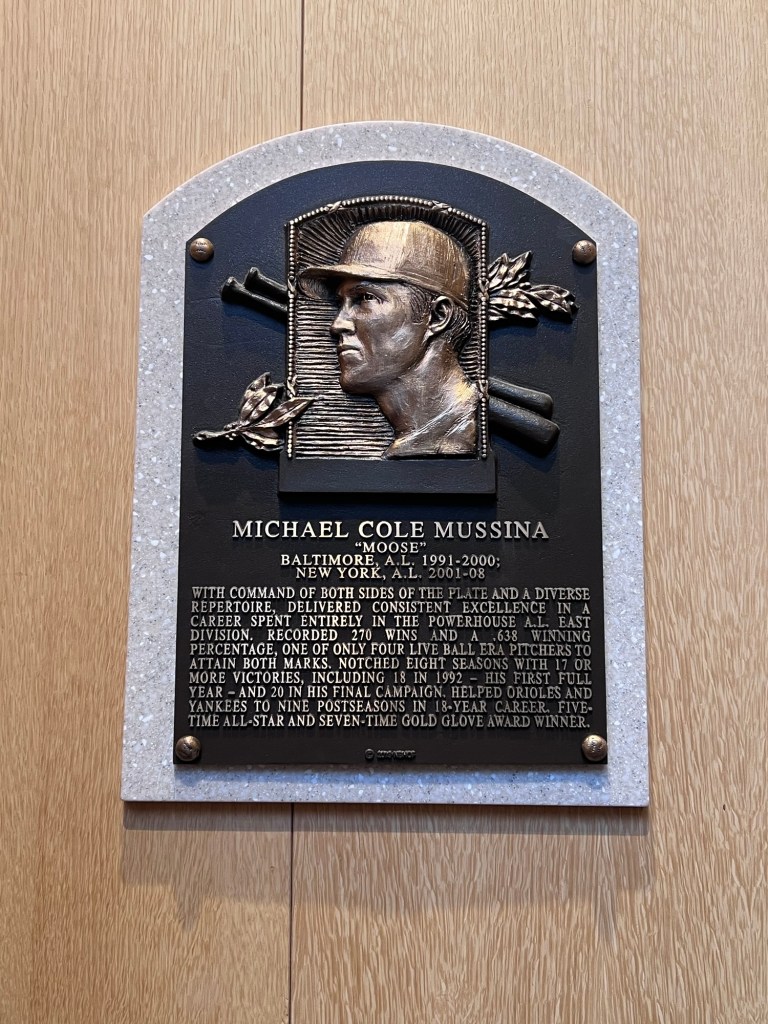 MICHAEL COLE MUSSINA
“MOOSE”
BALTIMORE, A.L. 1991-2000;
NEW YORK, A.L. 2001-08
WITH COMMAND OF BOTH SIDES OF THE PLATE AND A DIVERSE
REPERTOIRE, DELIVERED CONSISTENT EXCELLENCE IN A
CAREER SPENT ENTIRELY IN THE POWERHOUSE A.L. EAST
DIVISION. RECORDED 270 WINS AND A .638 WINNING
PERCENTAGE, ONE OF ONLY FOUR LIVE BALL ERA PITCHERS TO
ATTAIN BOTH MARKS. NOTCHED EIGHT SEASONS WITH 17 OR
MORE VICTORIES, INCLUDING 18 IN 1992 – HIS FIRST FULL
YEAR – AND 20 IN HIS FINAL CAMPAIGN. HELPED ORIOLES AND
YANKEES TO NINE POSTSEASONS IN 18-YEAR CAREER. FIVE-
TIME ALL-STAR AND SEVEN-TIME GOLD GLOVE AWARD WINNER.